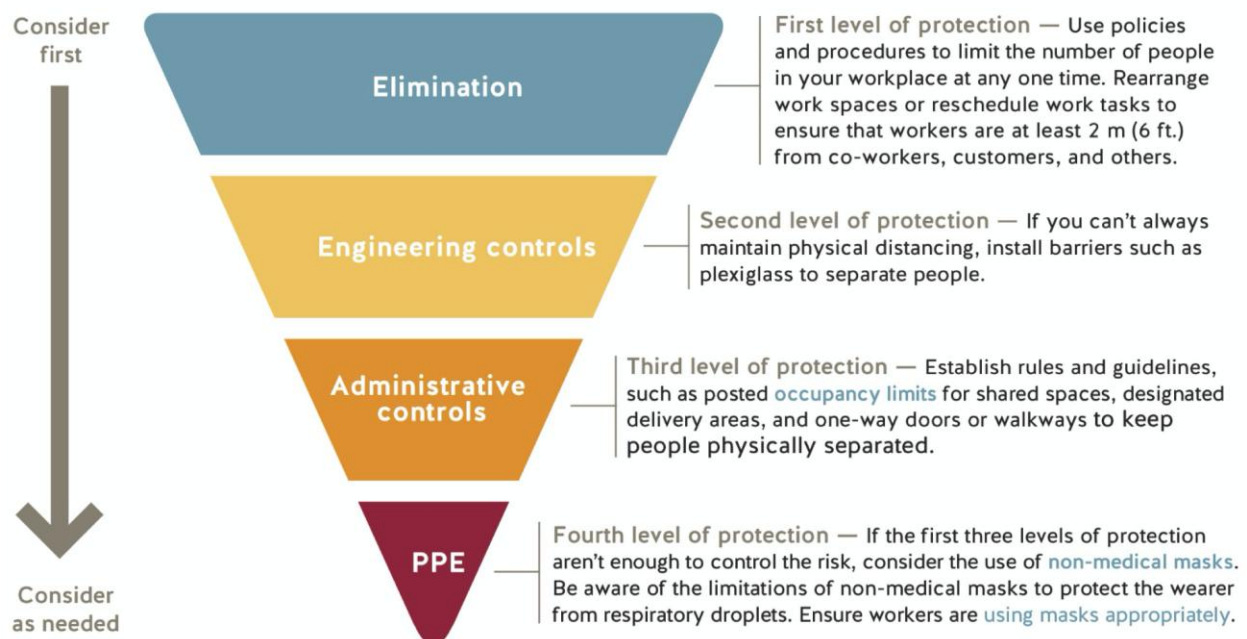 Consider
first
Elimination
First level of protection — Use policies
and procedures to limit the number of people
in your workplace at any one time. Rearrange
work spaces or reschedule work tasks to
ensure that workers are at least 2 m (6 ft.)
from co-workers, customers, and others.
Engineering controls
Second level of protection — If you can't always
maintain physical distancing, install barriers such as
plexiglass to separate people.
Administrative
controls
Third level of protection — Establish rules and guidelines,
such as posted occupancy limits for shared spaces, designated
delivery areas, and one-way doors or walkways to keep
people physically separated.
PPE
Fourth level of protection — If the first three levels of protection
aren't enough to control the risk, consider the use of non-medical masks.
Be aware of the limitations of non-medical masks to protect the wearer
from respiratory droplets. Ensure workers are using masks appropriately.
Consider
as needed